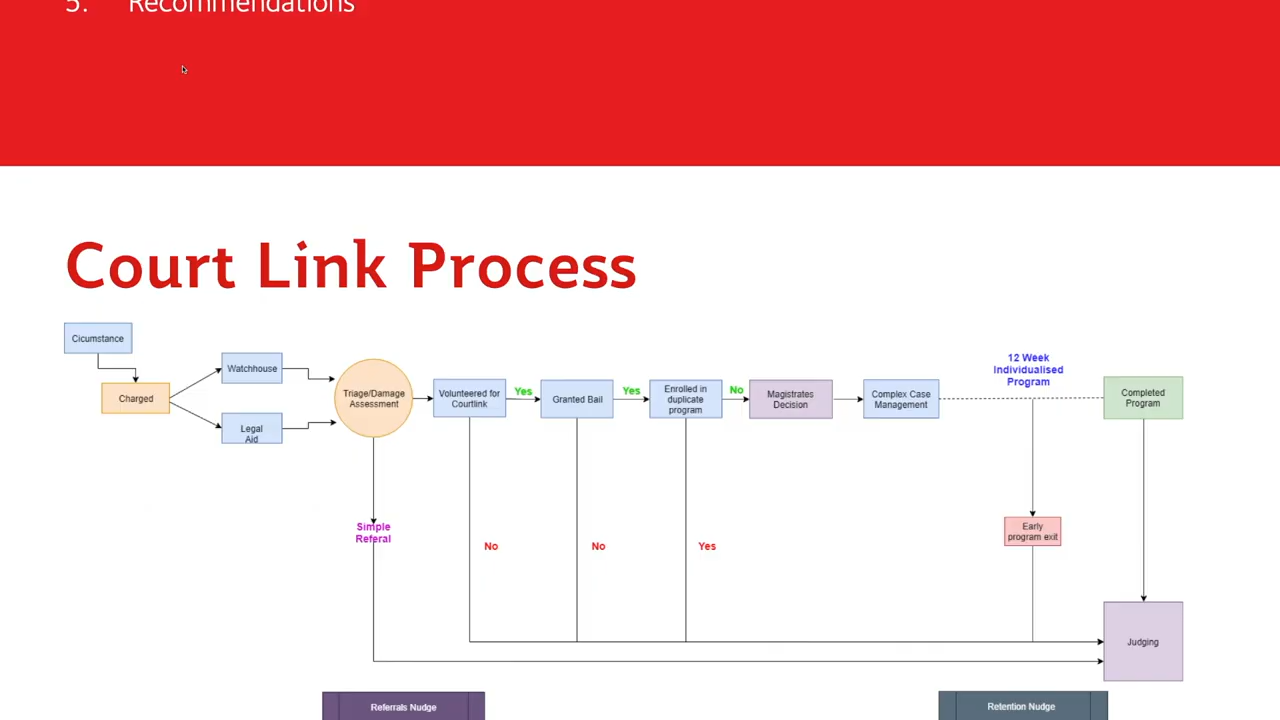 5. Recommendations
Court Link Process
Cicumstance
Charged
Watchhouse
Legal
Aid
Triage/Damage
Assessment
Simple
Referal
Volunteered for
Courtlink
Yes
No
Granted Bail
Yes
No
Enrolled in
duplicate
program
No
Yes
Magistrates
Decision
Complex Case
Management
12 Week
Individualised
Program
Early
program exit
Completed
Program
Judging
Referrals Nudge
Retention Nudge